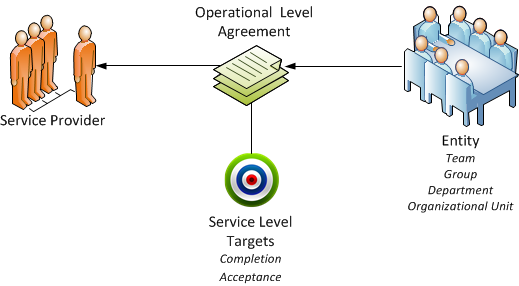 Operational Level
Agreement
Service Provider
Entity
Team
Group
Department
Organizational Unit
Service Level
Targets
Completion
Acceptance